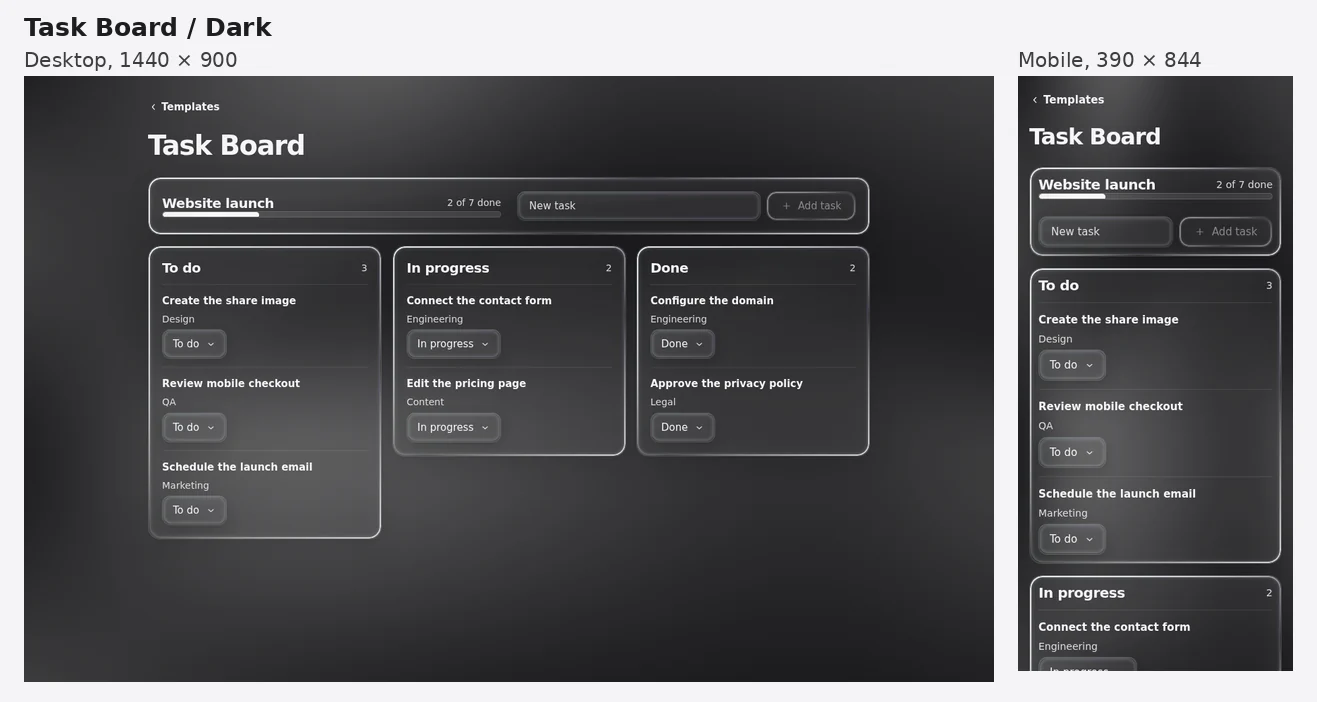 Task Board / Dark
Desktop, 1440 × 900
‹ Templates
Task Board
Website launch
2 of 7 done
New task
+ Add task
To do
3
Create the share image
Design
To do
Review mobile checkout
QA
To do
Schedule the launch email
Marketing
To do
In progress
2
Connect the contact form
Engineering
In progress
Edit the pricing page
Content
In progress
Done
2
Configure the domain
Engineering
Done
Approve the privacy policy
Legal
Done
Mobile, 390 × 844
‹ Templates
Task Board
Website launch
2 of 7 done
New task
+ Add task
To do
3
Create the share image
Design
To do
Review mobile checkout
QA
To do
Schedule the launch email
Marketing
To do
In progress
2
Connect the contact form
Engineering
In progress